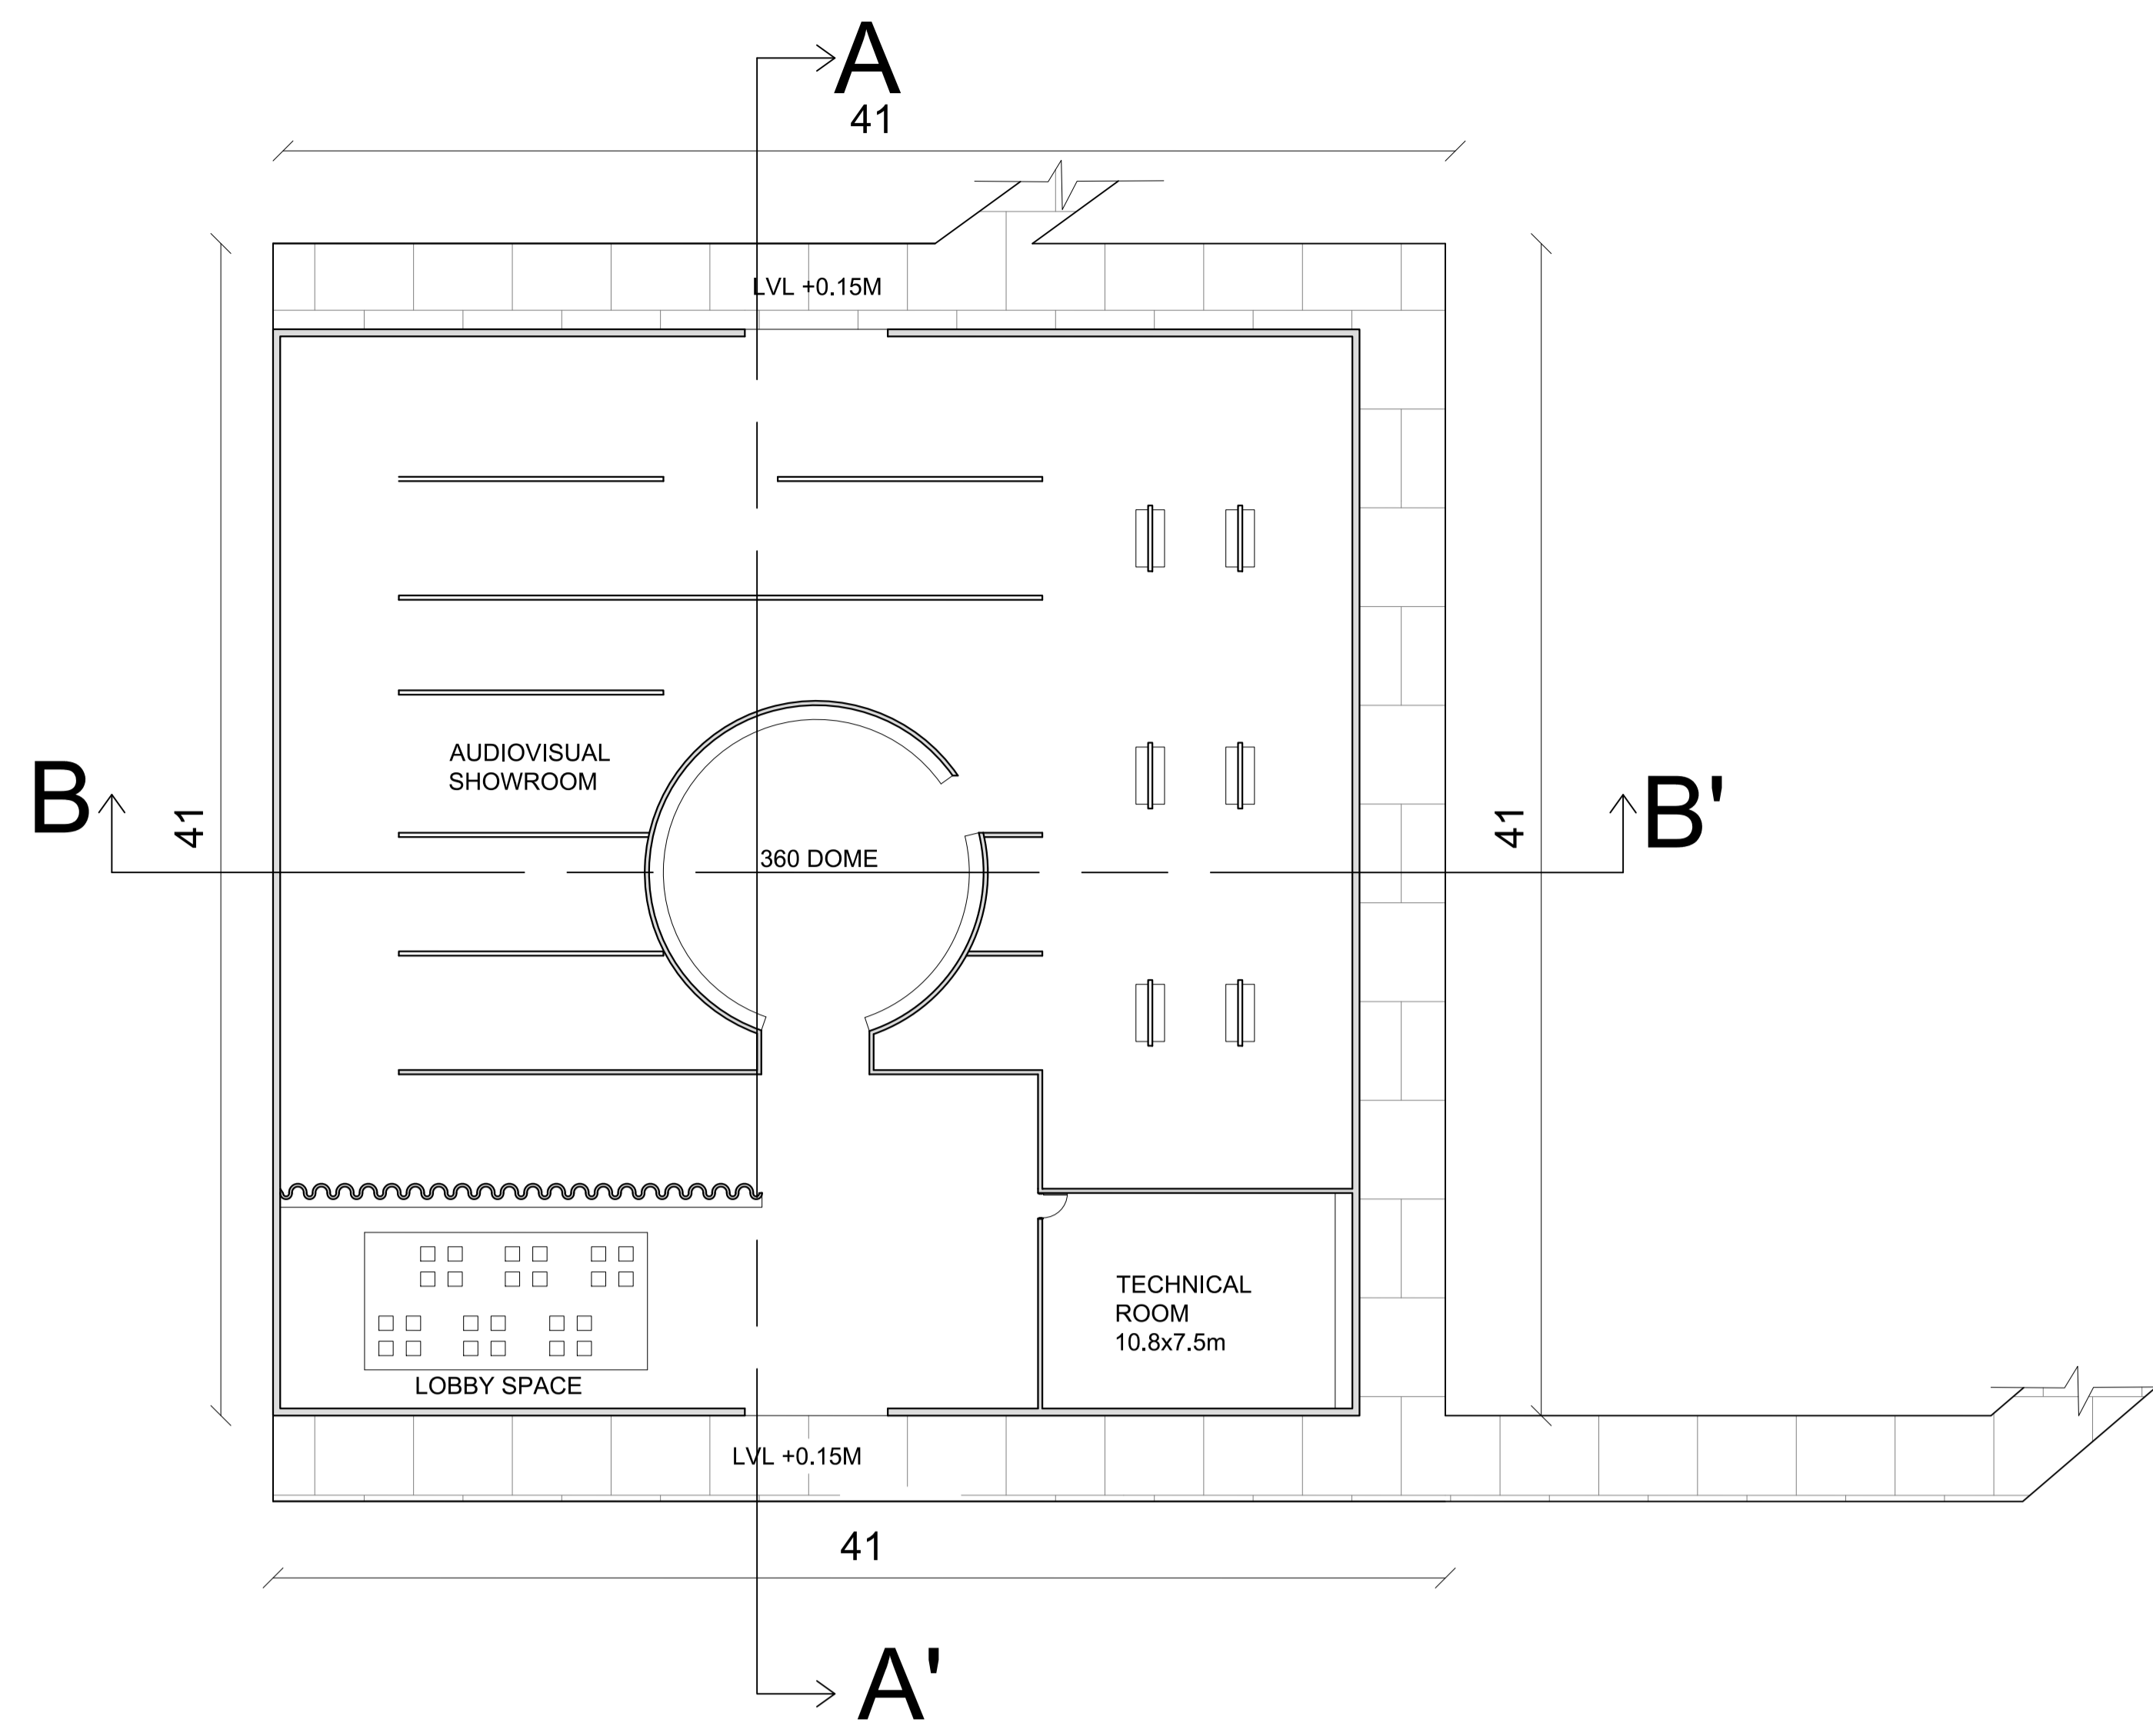 A
41
LVL +0.15M
AUDIOVISUAL
SHOWROOM
B
41
360 DOME
41
B'
TECHNICAL
ROOM
10.8x7.5m
LOBBY SPACE
LVL +0.15M
41
A'